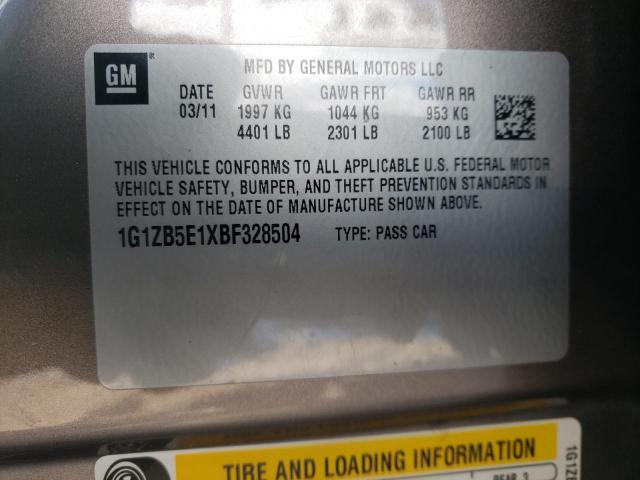 GM
MFD BY GENERAL MOTORS LLC
DATE GVWR GAWR FRT GAWR RR
03/11 1997 KG 1044 KG 953 KG
4401 LB 2301 LB 2100 LB
THIS VEHICLE CONFORMS TO ALL APPLICABLE U.S. FEDERAL MOTOR
VEHICLE SAFETY, BUMPER, AND THEFT PREVENTION STANDARDS IN
EFFECT ON THE DATE OF MANUFACTURE SHOWN ABOVE.
1G1ZB5E1XBF328504 TYPE: PASS CAR
TIRE AND LOADING INFORMATION
REAR 3
1G1ZB